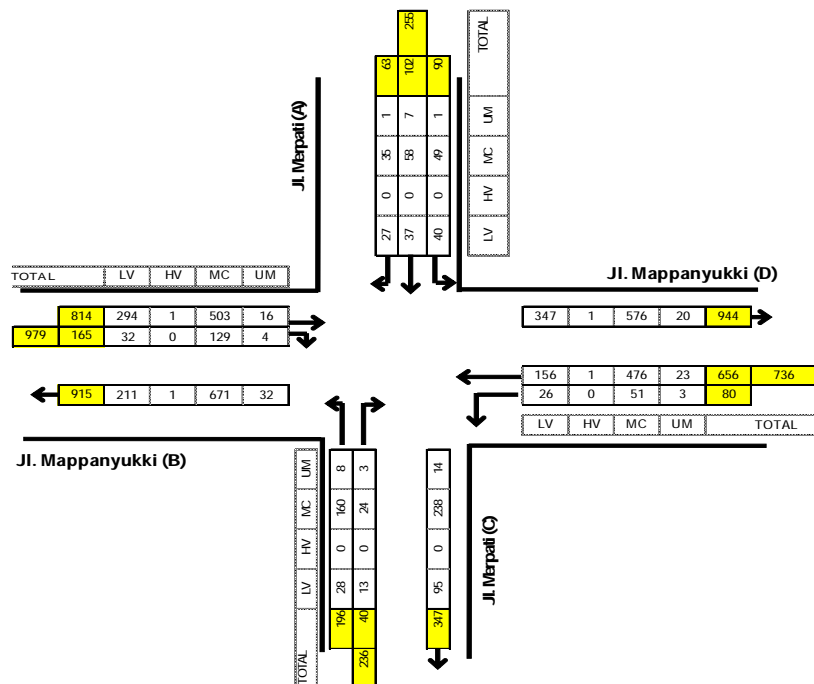 255
63 102 90 TOTAL
1 7 1 UM
35 58 49 MC
0 0 0 HV
27 37 40 LV
Jl. Merpati (A)
TOTAL LV HV MC UM
Jl. Mappanyukki (D)
814 294 1 503 16
979 165 32 0 129 4
347 1 576 20 944
915 211 1 671 32
156 1 476 23 656 736
26 0 51 3 80
LV HV MC UM TOTAL
Jl. Mappanyukki (B)
UM 8 3 14
MC 160 24 238
HV 0 0 0
LV 28 13 95
TOTAL 196 40 347
236
Jl. Merpati (C)